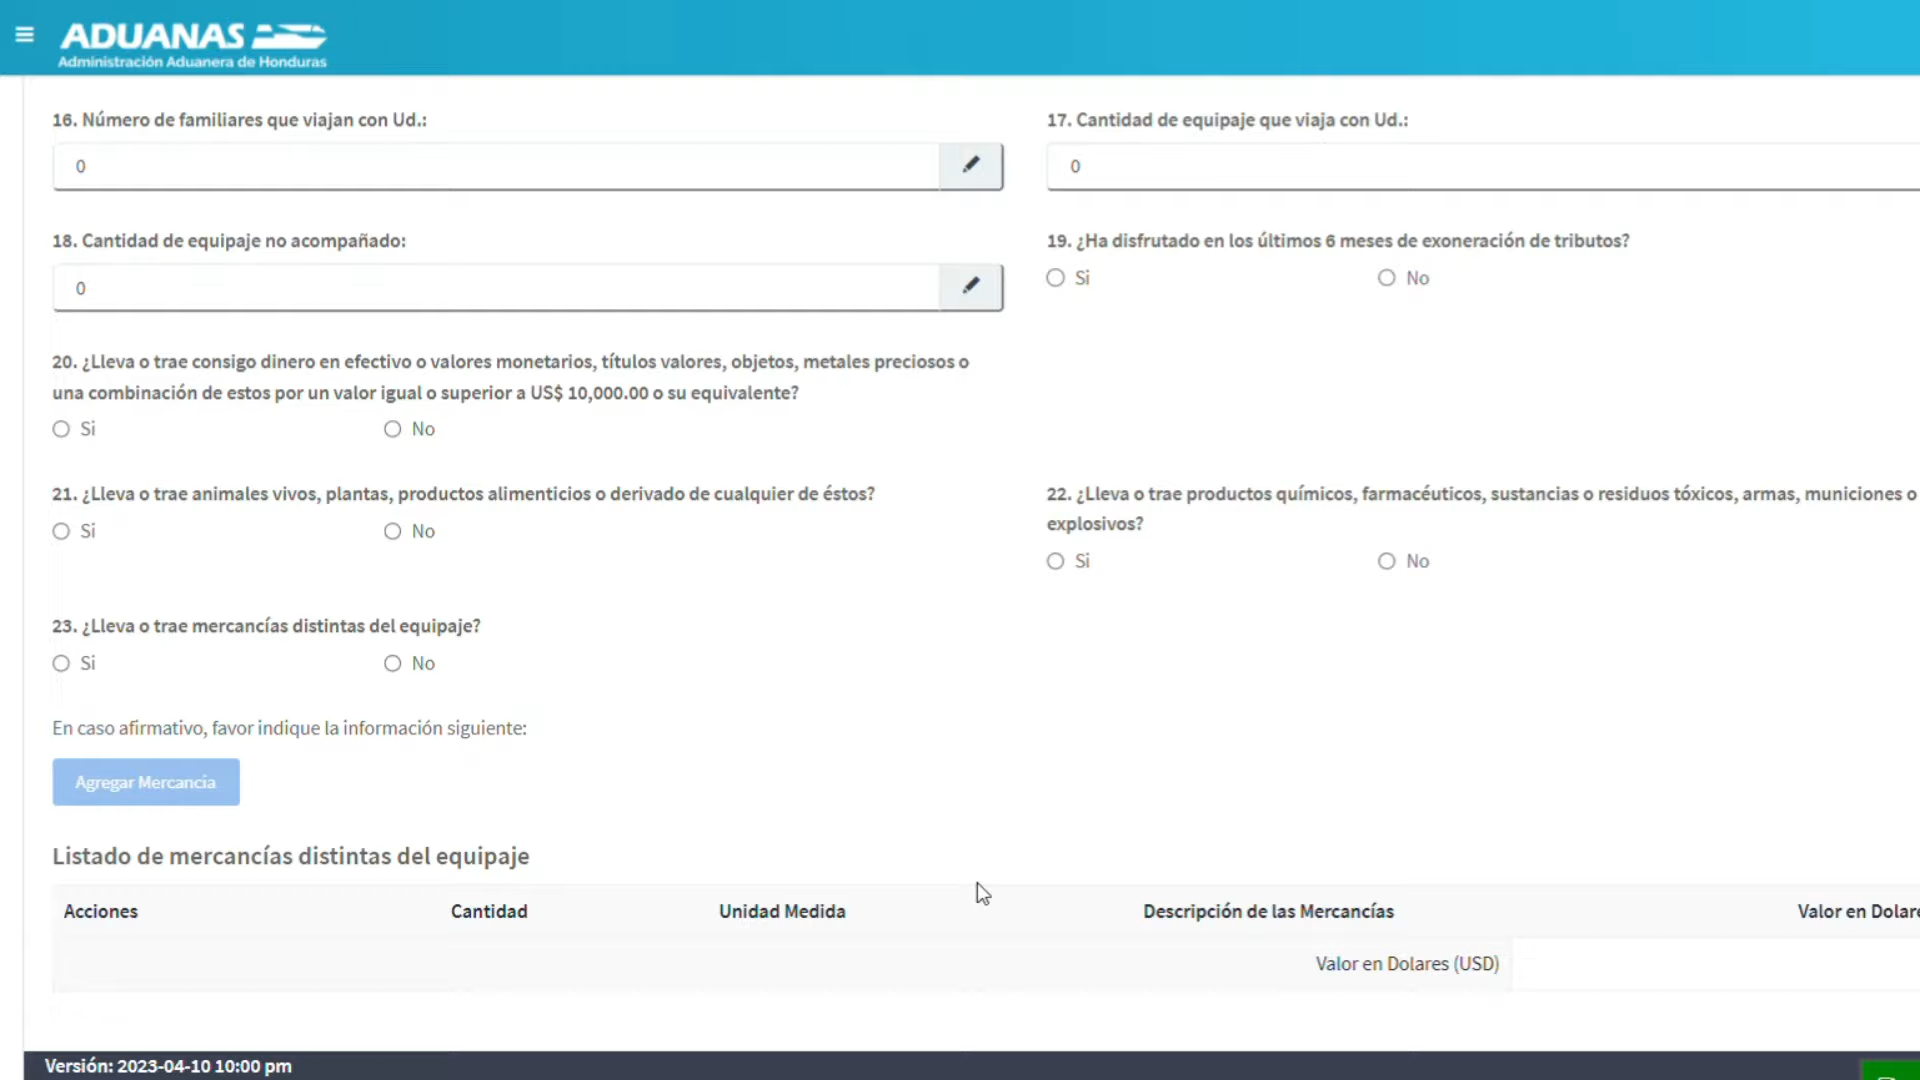 ADUANAS
Administración Aduanera de Honduras
16. Número de familiares que viajan con Ud.:
17. Cantidad de equipaje que viaja con Ud.:
0
0
18. Cantidad de equipaje no acompañado:
19. ¿Ha disfrutado en los últimos 6 meses de exoneración de tributos?
0
Si
No
20. ¿Lleva o trae consigo dinero en efectivo o valores monetarios, títulos valores, objetos, metales preciosos o
una combinación de estos por un valor igual o superior a US$ 10,000.00 o su equivalente?
Si
No
21. ¿Lleva o trae animales vivos, plantas, productos alimenticios o derivado de cualquier de éstos?
Si
No
22. ¿Lleva o trae productos químicos, farmacéuticos, sustancias o residuos tóxicos, armas, municiones o
explosivos?
Si
No
23. ¿Lleva o trae mercancías distintas del equipaje?
Si
No
En caso afirmativo, favor indique la información siguiente:
Agregar Mercancía
Listado de mercancías distintas del equipaje
Acciones
Cantidad
Unidad Medida
Descripción de las Mercancías
Valor en Dolare
Valor en Dolares (USD)
Versión: 2023-04-10 10:00 pm